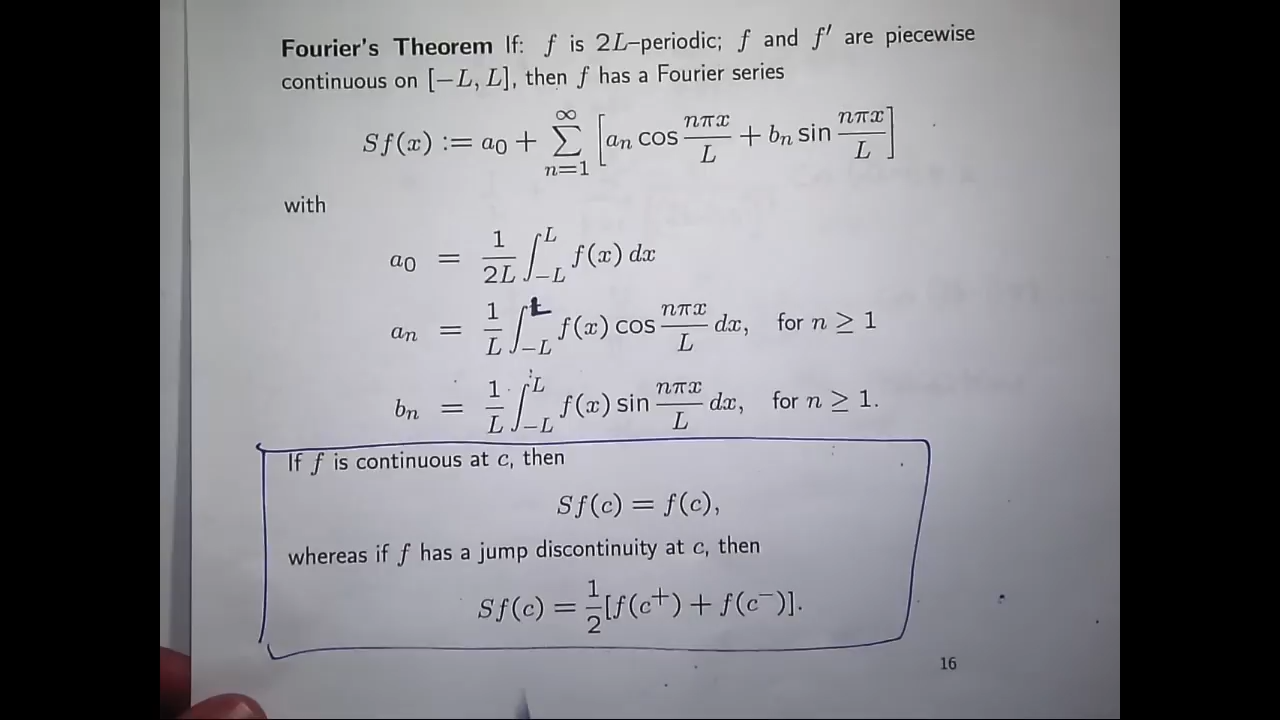 Fourier's Theorem If: f is 2L–periodic; f and f′ are piecewise
continuous on [−L, L], then f has a Fourier series
Sf(x) := a₀ + ∑_{n=1}^{∞} [aₙ cos nπx/L + bₙ sin nπx/L]
with
a₀ = 1/2L ∫_{−L}^{L} f(x) dx
aₙ = 1/L ∫_{−L}^{L} f(x) cos nπx/L dx, for n ≥ 1
bₙ = 1/L ∫_{−L}^{L} f(x) sin nπx/L dx, for n ≥ 1.
If f is continuous at c, then
Sf(c) = f(c),
whereas if f has a jump discontinuity at c, then
Sf(c) = 1/2[f(c⁺) + f(c⁻)].
16